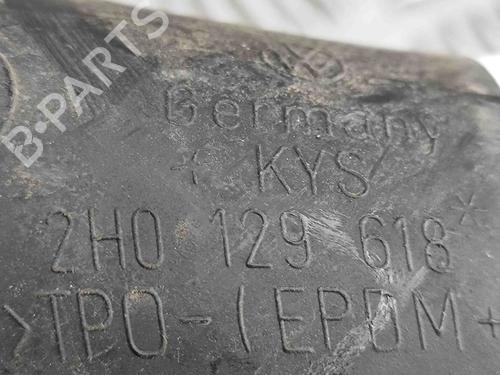 B-PARTS
Germany
+ KYS
2H0 129 618*
>TPO-(EPDM+